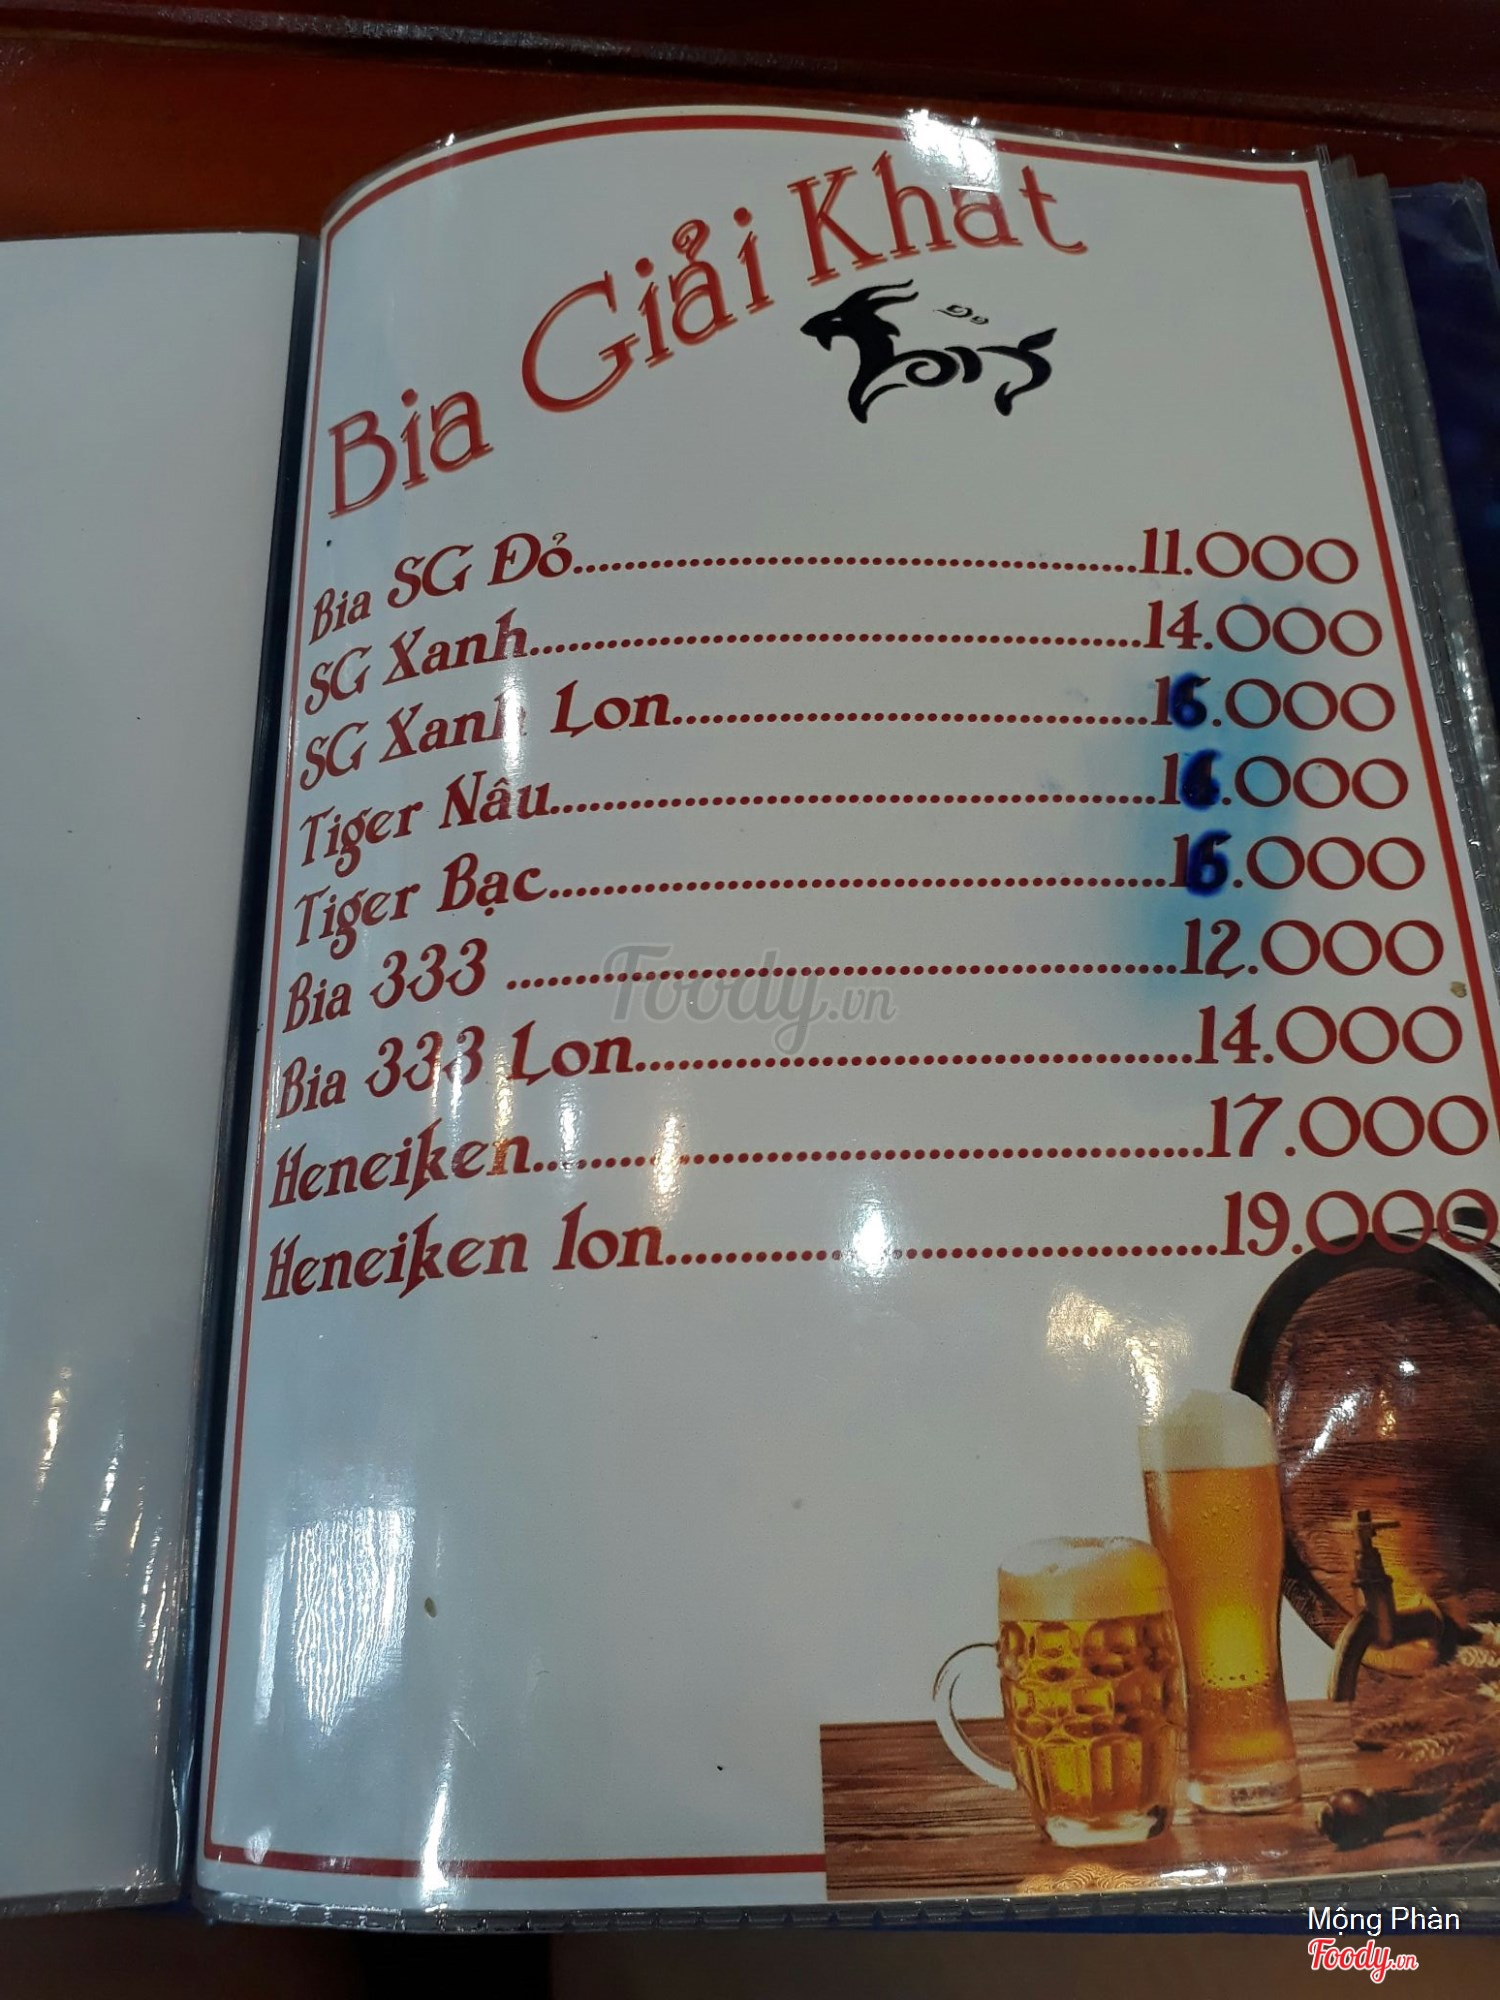 Bia Giải Khát
Bia SG Đỏ..........11.000
SG Xanh..........14.000
SG Xanh Lon..........16.000
Tiger Nâu..........16.000
Tiger Bạc..........16.000
Bia 333 ..........12.000
Bia 333 Lon..........14.000
Heneiken..........17.000
Heneiken lon..........19.000
Foody.vn
Mộng Phàn
Foody.vn